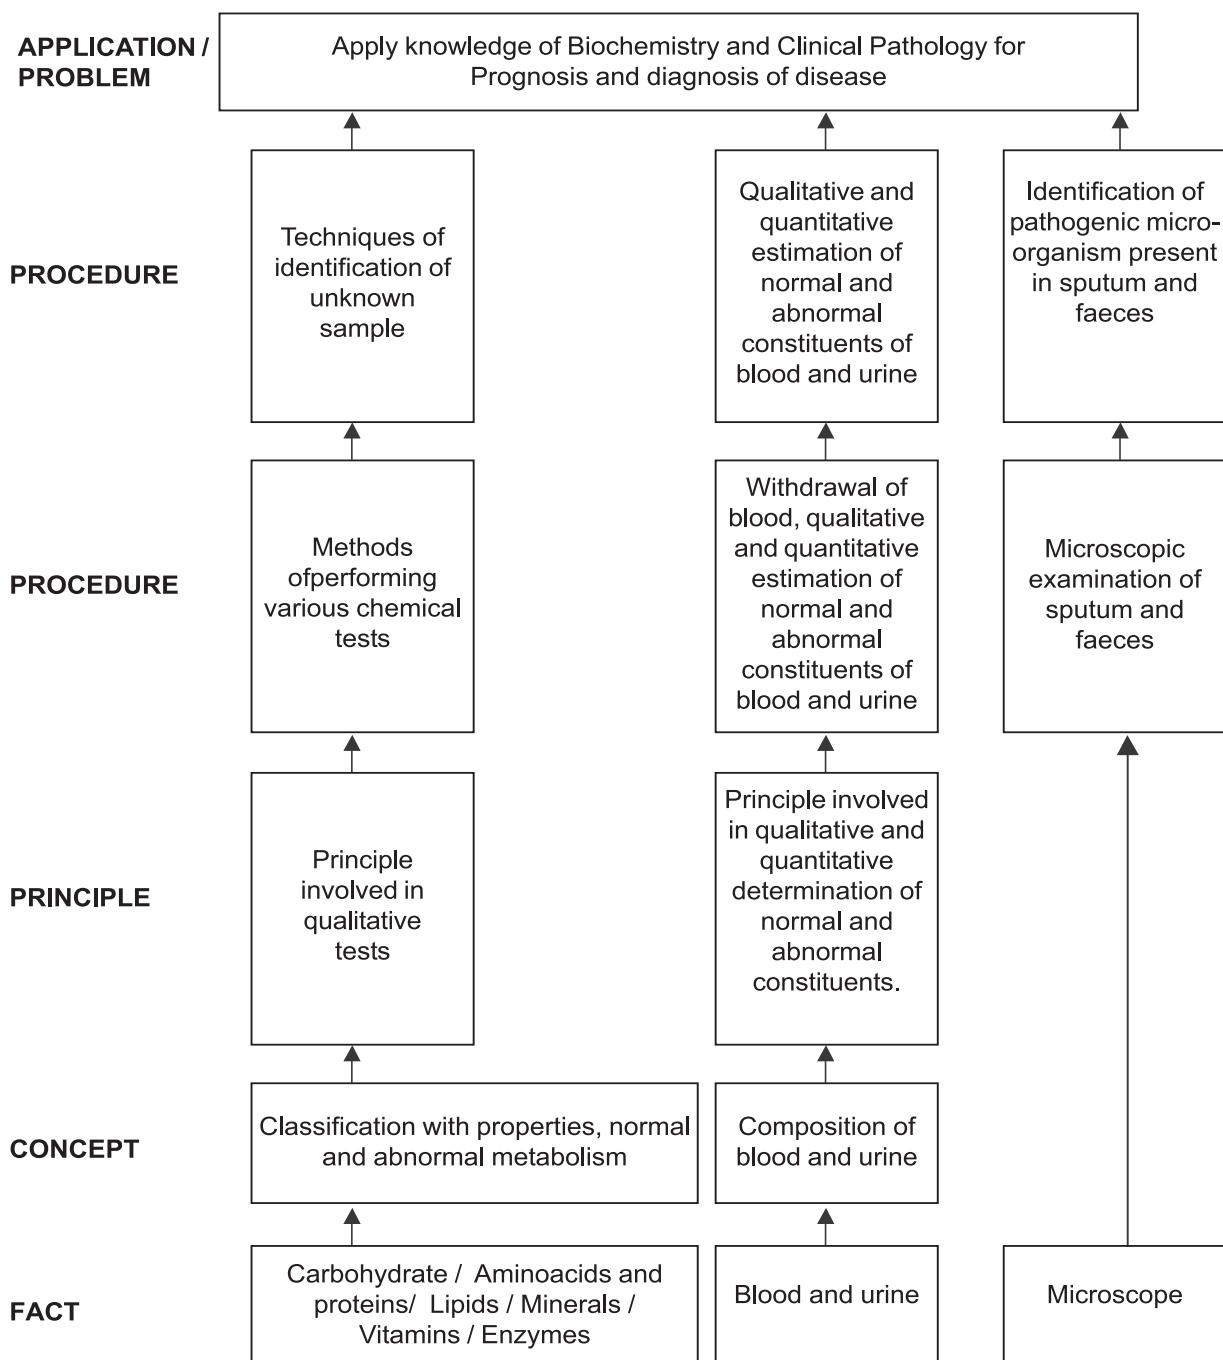 APPLICATION /
PROBLEM
Apply knowledge of Biochemistry and Clinical Pathology for
Prognosis and diagnosis of disease
PROCEDURE
Techniques of
identification of
unknown
sample
Qualitative and
quantitative
estimation of
normal and
abnormal
constituents of
blood and urine
Identification of
pathogenic micro-
organism present
in sputum and
faeces
PROCEDURE
Methods
ofperforming
various chemical
tests
Withdrawal of
blood, qualitative
and quantitative
estimation of
normal and
abnormal
constituents of
blood and urine
Microscopic
examination of
sputum and
faeces
PRINCIPLE
Principle
involved in
qualitative
tests
Principle involved
in qualitative and
quantitative
determination of
normal and
abnormal
constituents.
CONCEPT
Classification with properties, normal
and abnormal metabolism
Composition of
blood and urine
FACT
Carbohydrate / Aminoacids and
proteins/ Lipids / Minerals /
Vitamins / Enzymes
Blood and urine
Microscope